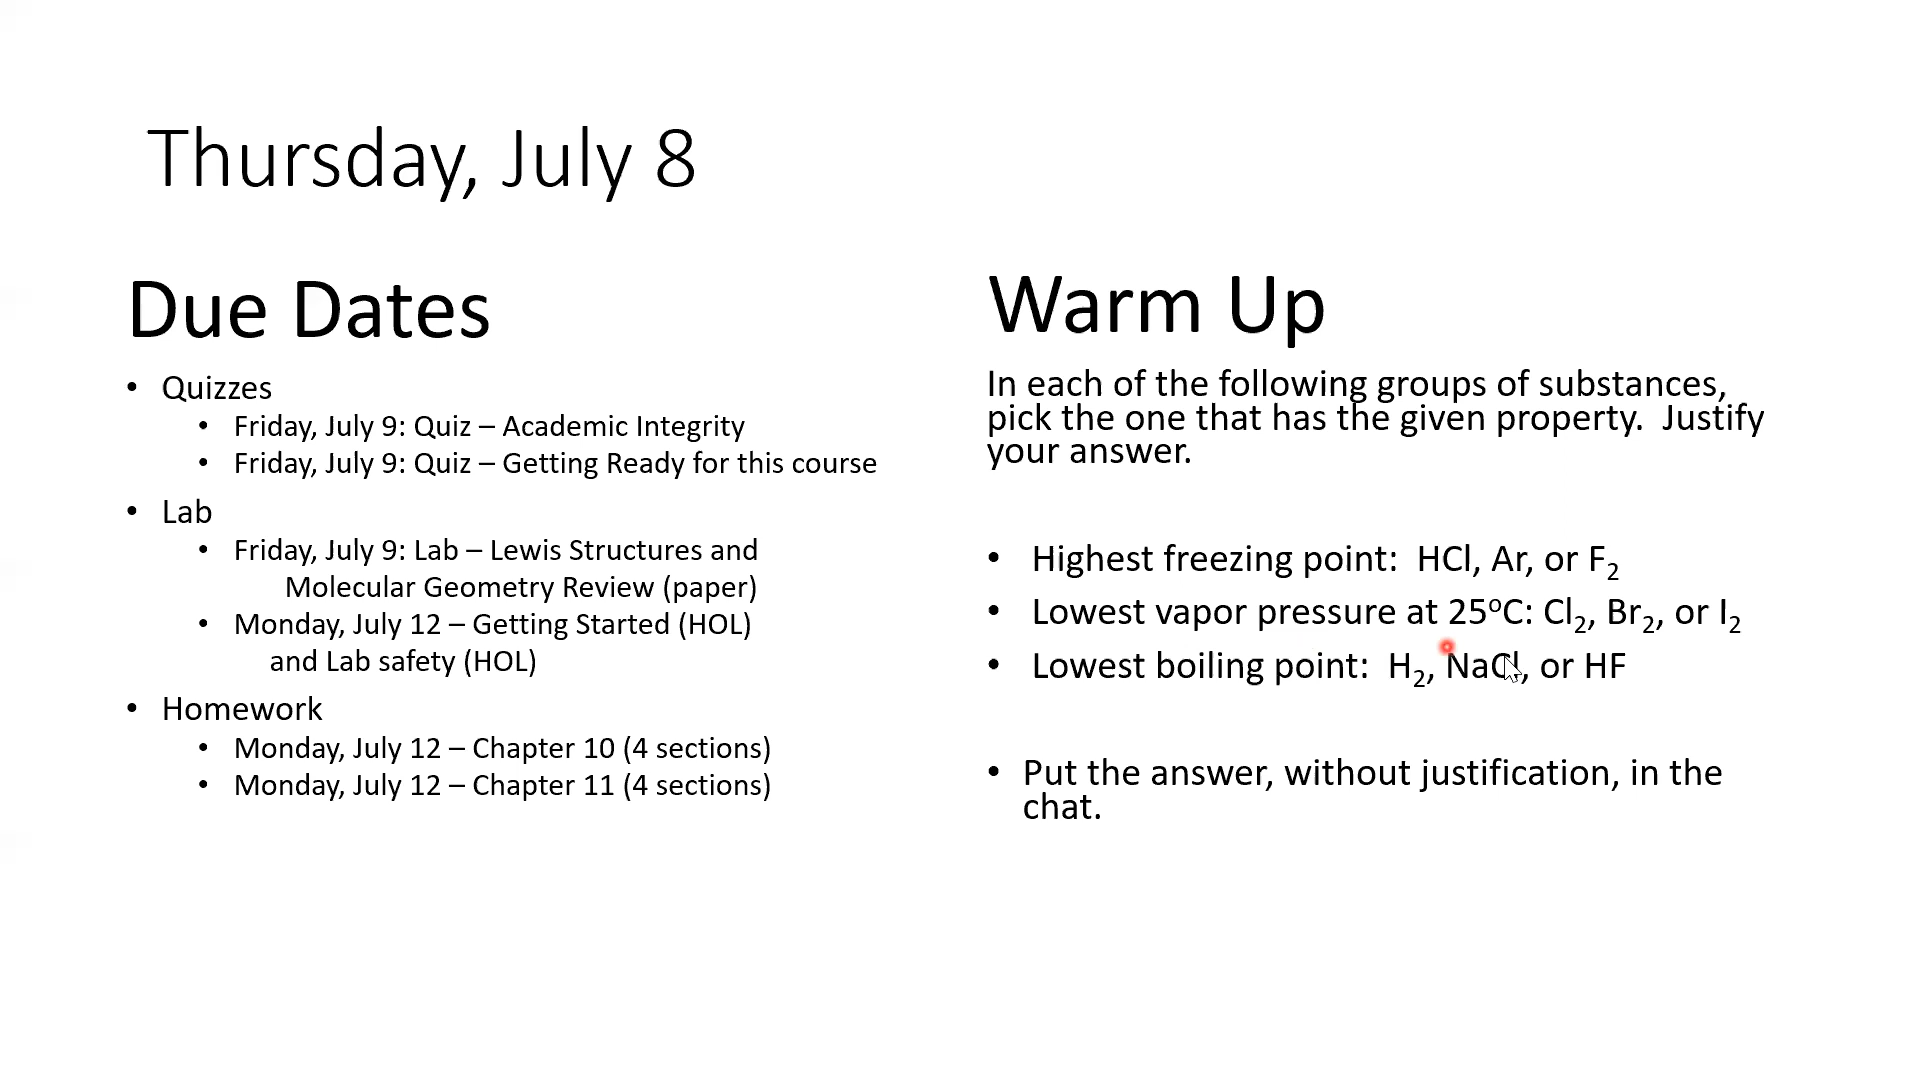 Thursday, July 8
Due Dates
• Quizzes
• Friday, July 9: Quiz – Academic Integrity
• Friday, July 9: Quiz – Getting Ready for this course
• Lab
• Friday, July 9: Lab – Lewis Structures and
Molecular Geometry Review (paper)
• Monday, July 12 – Getting Started (HOL)
and Lab safety (HOL)
• Homework
• Monday, July 12 – Chapter 10 (4 sections)
• Monday, July 12 – Chapter 11 (4 sections)
Warm Up
In each of the following groups of substances,
pick the one that has the given property.  Justify
your answer.
• Highest freezing point:  HCl, Ar, or F₂
• Lowest vapor pressure at 25ᵒC: Cl₂, Br₂, or I₂
• Lowest boiling point:  H₂, NaCl, or HF
• Put the answer, without justification, in the
chat.